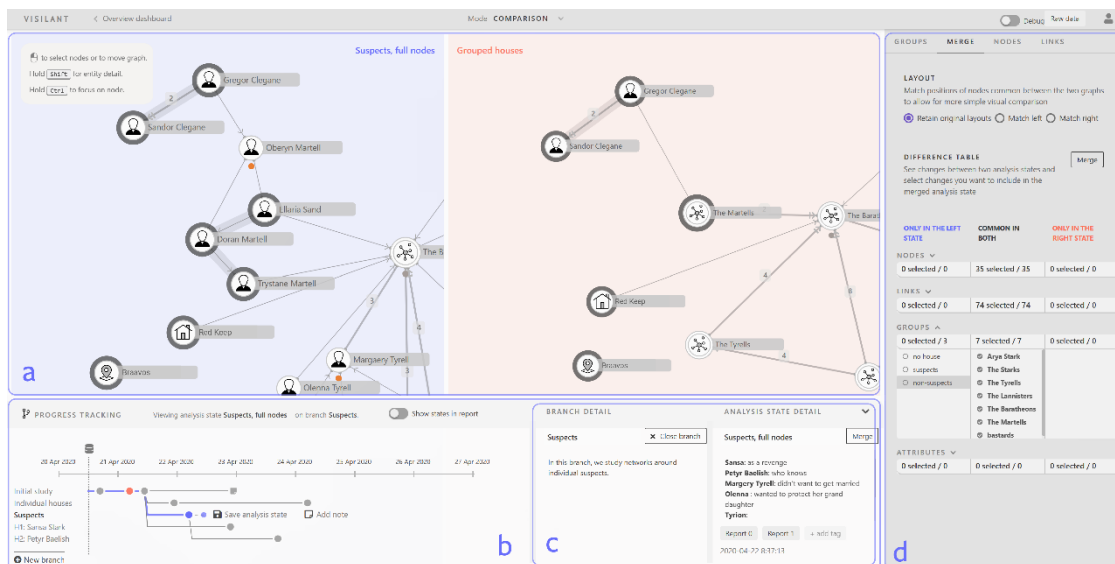 VISILANT
Overview dashboard
Mode COMPARISON
Debug
Raw data
to select nodes or to move graph.
Hold Shift for entity detail.
Hold Ctrl to focus on node.
Suspects, full nodes
Gregor Clegane
2
Sandor Clegane
Oberyn Martell
Ellaria Sand
Doran Martell
The B
Trystane Martell
3
4
Red Keep
Margaery Tyrell
3
Braavos
Olenna Tyrell
a
Grouped houses
Gregor Clegane
2
Sandor Clegane
The Martells
The Barath
4
8
Red Keep
The Tyrells
4
Braavos
GROUPS MERGE NODES LINKS
LAYOUT
Match positions of nodes common between the two graphs
to allow for more simple visual comparison
Retain original layouts Match left Match right
DIFFERENCE TABLE
Merge
See changes between two analysis states and
select changes you want to include in the
merged analysis state
ONLY IN THE LEFT STATE
COMMON IN BOTH
ONLY IN THE RIGHT STATE
NODES
0 selected / 0 35 selected / 35 0 selected / 0
LINKS
0 selected / 0 74 selected / 74 0 selected / 0
GROUPS
0 selected / 3 7 selected / 7 0 selected / 0
no house Arya Stark
suspects The Starks
non-suspects The Tyrells
The Lannisters
The Baratheons
The Martells
bastards
ATTRIBUTES
0 selected / 0 0 selected / 0 0 selected / 0
d
PROGRESS TRACKING
Viewing analysis state Suspects, full nodes on branch Suspects.
Show states in report
20 Apr 2020 21 Apr 2020 22 Apr 2020 23 Apr 2020 24 Apr 2020 25 Apr 2020 26 Apr 2020 27 Apr 2020
Initial study
Individual houses
Suspects
Save analysis state Add note
H1: Sansa Stark
H2: Petyr Baelish
New branch
b
BRANCH DETAIL
Suspects
Close branch
In this branch, we study networks around
individual suspects.
c
ANALYSIS STATE DETAIL
Suspects, full nodes
Merge
Sansa: as a revenge
Petyr Baelish: who knows
Margery Tyrell: didn't want to get married
Olenna : wanted to protect her grand
daughter
Tyrion:
Report 0 Report 1 + add tag